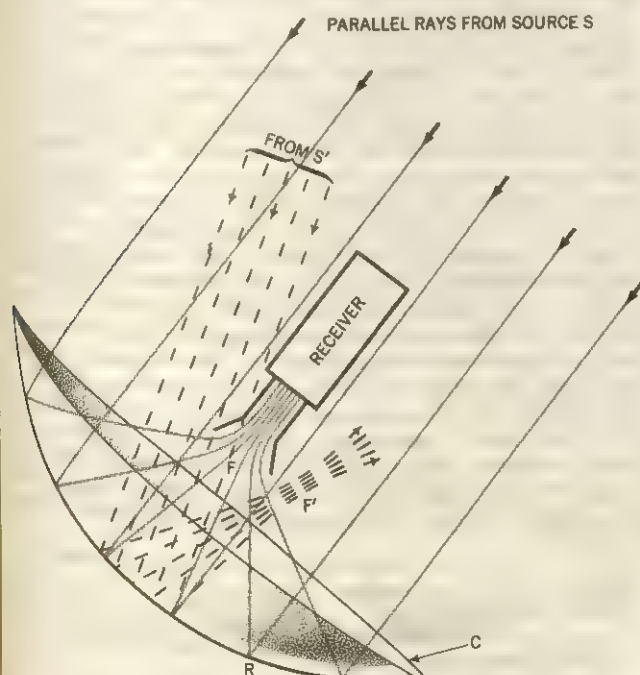 PARALLEL RAYS FROM SOURCE S
FROM S'
RECEIVER
F
F'
C
R